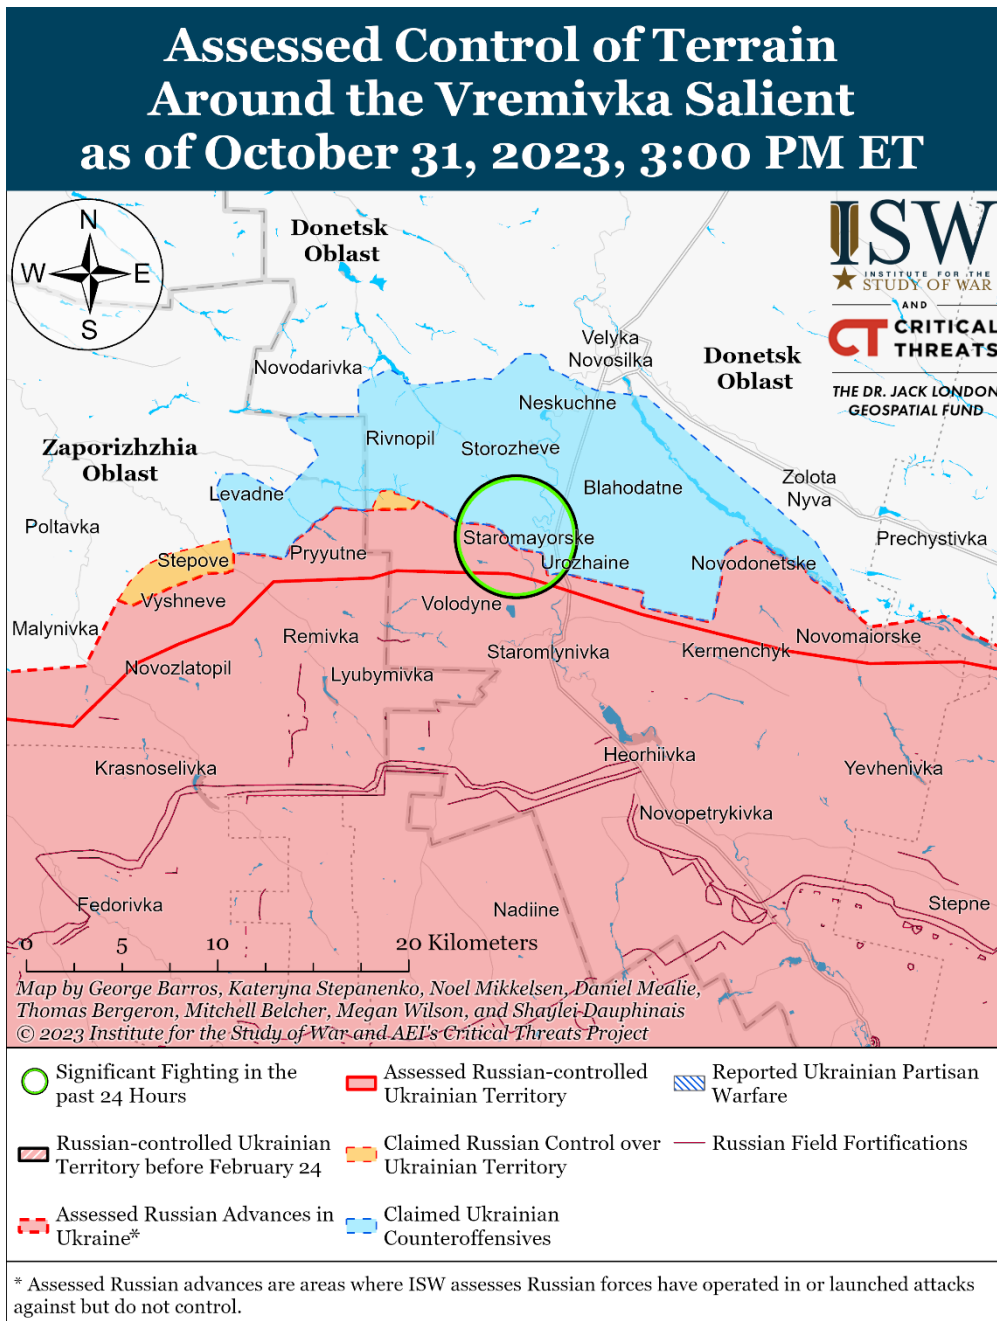 Assessed Control of Terrain
Around the Vremivka Salient
as of October 31, 2023, 3:00 PM ET
N
W E
S
Donetsk
Oblast
ISW
INSTITUTE FOR THE
STUDY OF WAR
AND
CT CRITICAL
THREATS
THE DR. JACK LONDON
GEOSPATIAL FUND
Velyka
Novosilka
Donetsk
Oblast
Novodarivka
Neskuchne
Zaporizhzhia
Oblast
Rivnopil
Storozheve
Levadne
Blahodatne
Zolota
Nyva
Poltavka
Staromayorske
Prechystivka
Stepove
Pryyutne
Urozhaine
Novodonetske
Vyshneve
Volodyne
Malynivka
Remivka
Novomaiorske
Staromlynivka
Kermenchyk
Novozlatopil
Lyubymivka
Krasnoselivka
Heorhiivka
Yevhenivka
Novopetrykivka
Fedorivka
Nadiine
Stepne
0 5 10 20 Kilometers
Map by George Barros, Kateryna Stepanenko, Noel Mikkelsen, Daniel Mealie,
Thomas Bergeron, Mitchell Belcher, Megan Wilson, and Shaylei Dauphinais
© 2023 Institute for the Study of War and AEI's Critical Threats Project
Significant Fighting in the
past 24 Hours
Assessed Russian-controlled
Ukrainian Territory
Reported Ukrainian Partisan
Warfare
Russian-controlled Ukrainian
Territory before February 24
Claimed Russian Control over
Ukrainian Territory
Russian Field Fortifications
Assessed Russian Advances in
Ukraine*
Claimed Ukrainian
Counteroffensives
* Assessed Russian advances are areas where ISW assesses Russian forces have operated in or launched attacks
against but do not control.